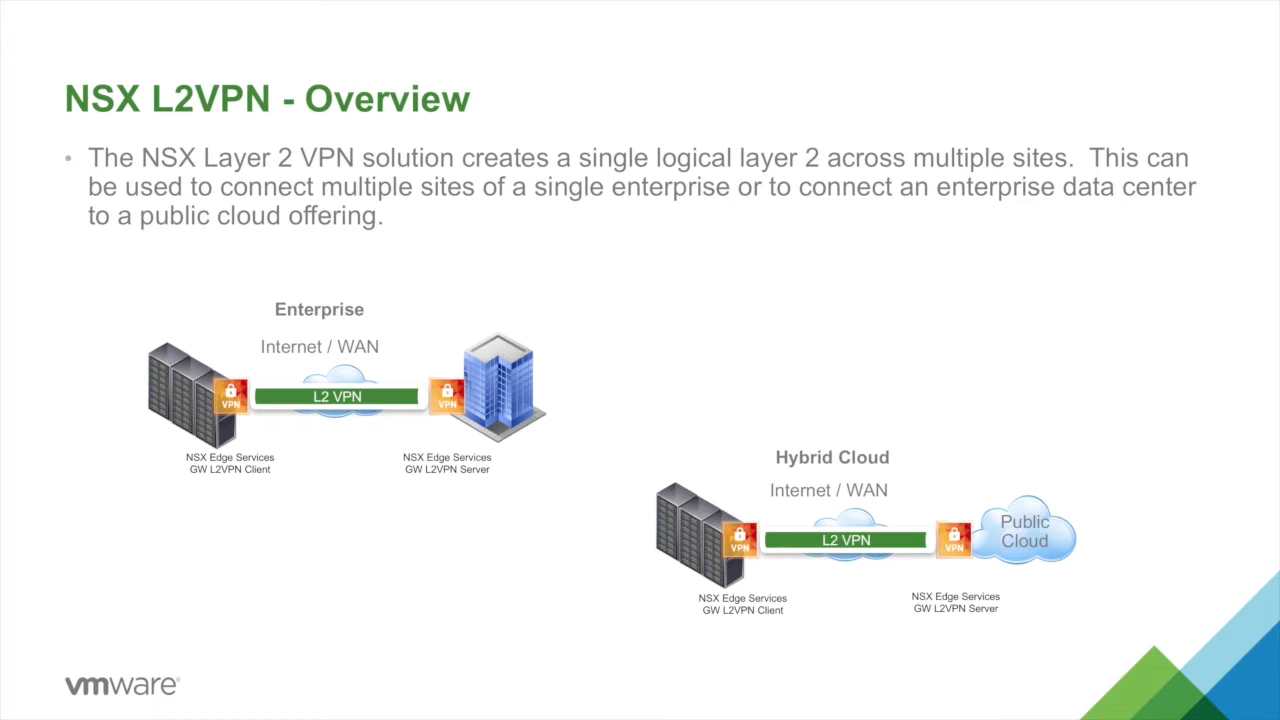 NSX L2VPN - Overview
• The NSX Layer 2 VPN solution creates a single logical layer 2 across multiple sites.  This can
be used to connect multiple sites of a single enterprise or to connect an enterprise data center
to a public cloud offering.
Enterprise
Internet / WAN
VPN
L2 VPN
VPN
NSX Edge Services
GW L2VPN Client
NSX Edge Services
GW L2VPN Server
Hybrid Cloud
Internet / WAN
VPN
L2 VPN
VPN
Public
Cloud
NSX Edge Services
GW L2VPN Client
NSX Edge Services
GW L2VPN Server
vmware®